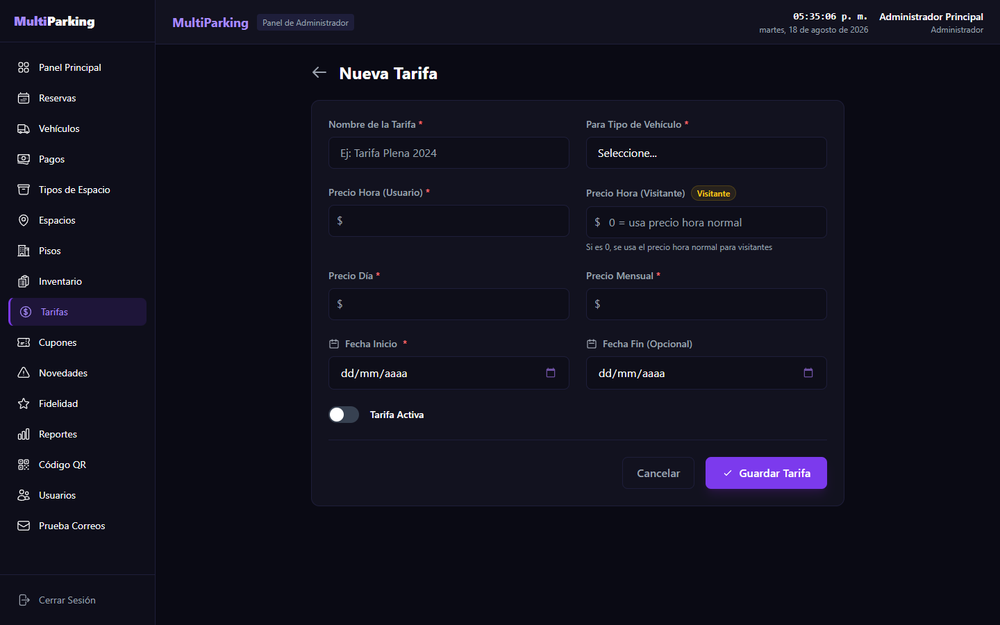 MultiParking
Panel Principal
Reservas
Vehículos
Pagos
Tipos de Espacio
Espacios
Pisos
Inventario
Tarifas
Cupones
Novedades
Fidelidad
Reportes
Código QR
Usuarios
Prueba Correos
Cerrar Sesión
MultiParking
Panel de Administrador
05:35:06 p. m.
martes, 18 de agosto de 2026
Administrador Principal
Administrador
Nueva Tarifa
Nombre de la Tarifa *
Ej: Tarifa Plena 2024
Para Tipo de Vehículo *
Seleccione...
Precio Hora (Usuario) *
$
Precio Hora (Visitante) Visitante
$ 0 = usa precio hora normal
Si es 0, se usa el precio hora normal para visitantes
Precio Día *
$
Precio Mensual *
$
Fecha Inicio *
dd/mm/aaaa
Fecha Fin (Opcional)
dd/mm/aaaa
Tarifa Activa
Cancelar
Guardar Tarifa